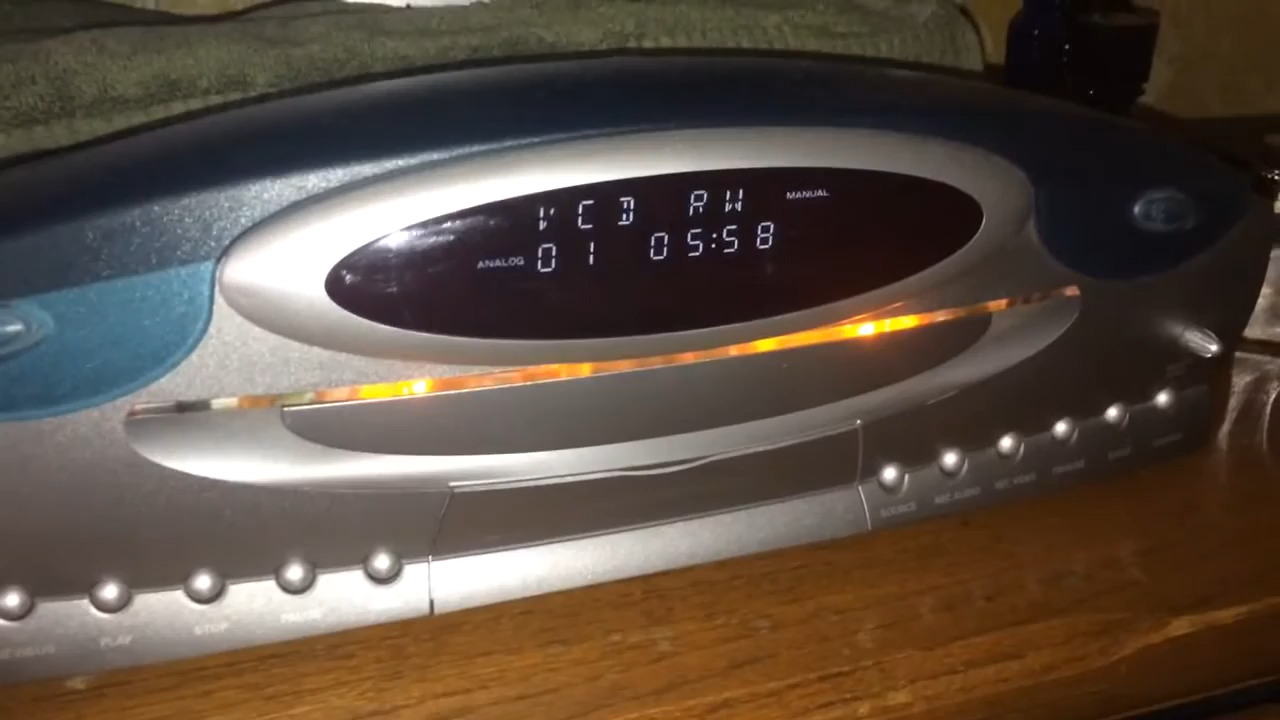 VCD RW MANUAL
ANALOG 01 05:58
SOURCE REC AUDIO REC VIDEO
PLAY STOP PAUSE